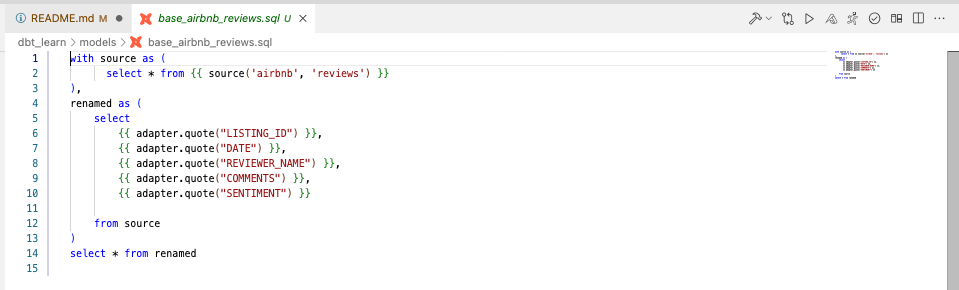 README.md M
base_airbnb_reviews.sql U
dbt_learn > models > base_airbnb_reviews.sql
1 with source as (
2 select * from {{ source('airbnb', 'reviews') }}
3 ),
4 renamed as (
5 select
6 {{ adapter.quote("LISTING_ID") }},
7 {{ adapter.quote("DATE") }},
8 {{ adapter.quote("REVIEWER_NAME") }},
9 {{ adapter.quote("COMMENTS") }},
10 {{ adapter.quote("SENTIMENT") }}
11
12 from source
13 )
14 select * from renamed
15